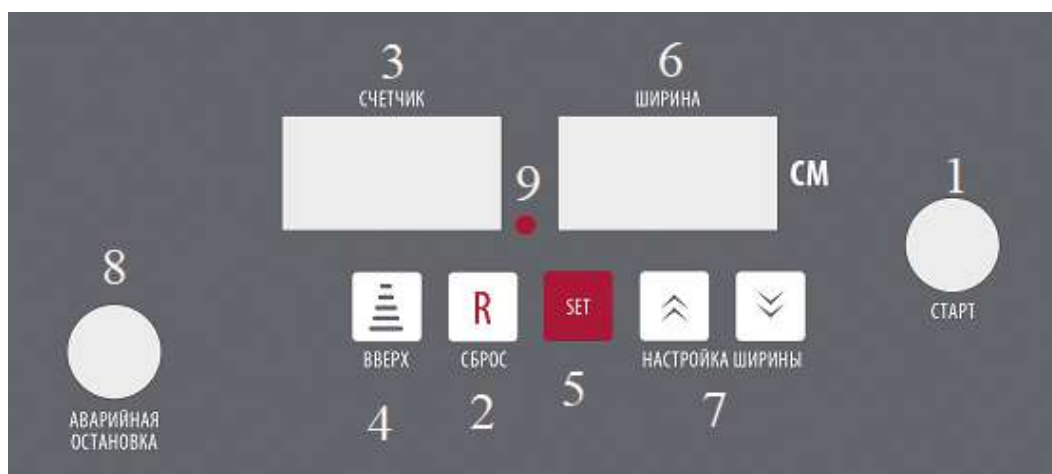 3
СЧЕТЧИК
6
ШИРИНА
СМ
9
1
СТАРТ
8
АВАРИЙНАЯ
ОСТАНОВКА
ВВЕРХ
R
СБРОС
SET
НАСТРОЙКА ШИРИНЫ
4
2
5
7